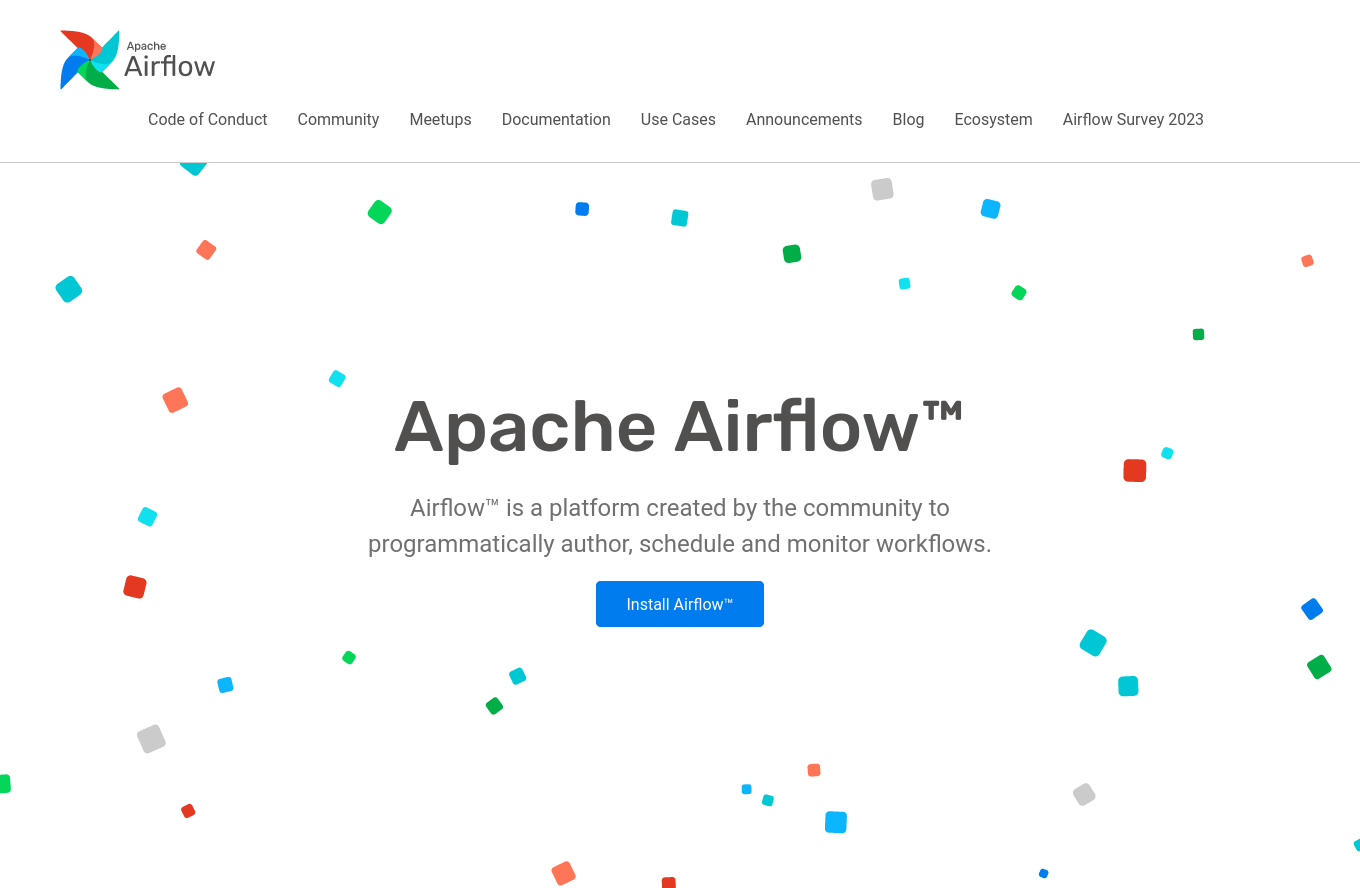 Apache
Airflow
Code of Conduct Community Meetups Documentation Use Cases Announcements Blog Ecosystem Airflow Survey 2023
Apache Airflow™
Airflow™ is a platform created by the community to
programmatically author, schedule and monitor workflows.
Install Airflow™